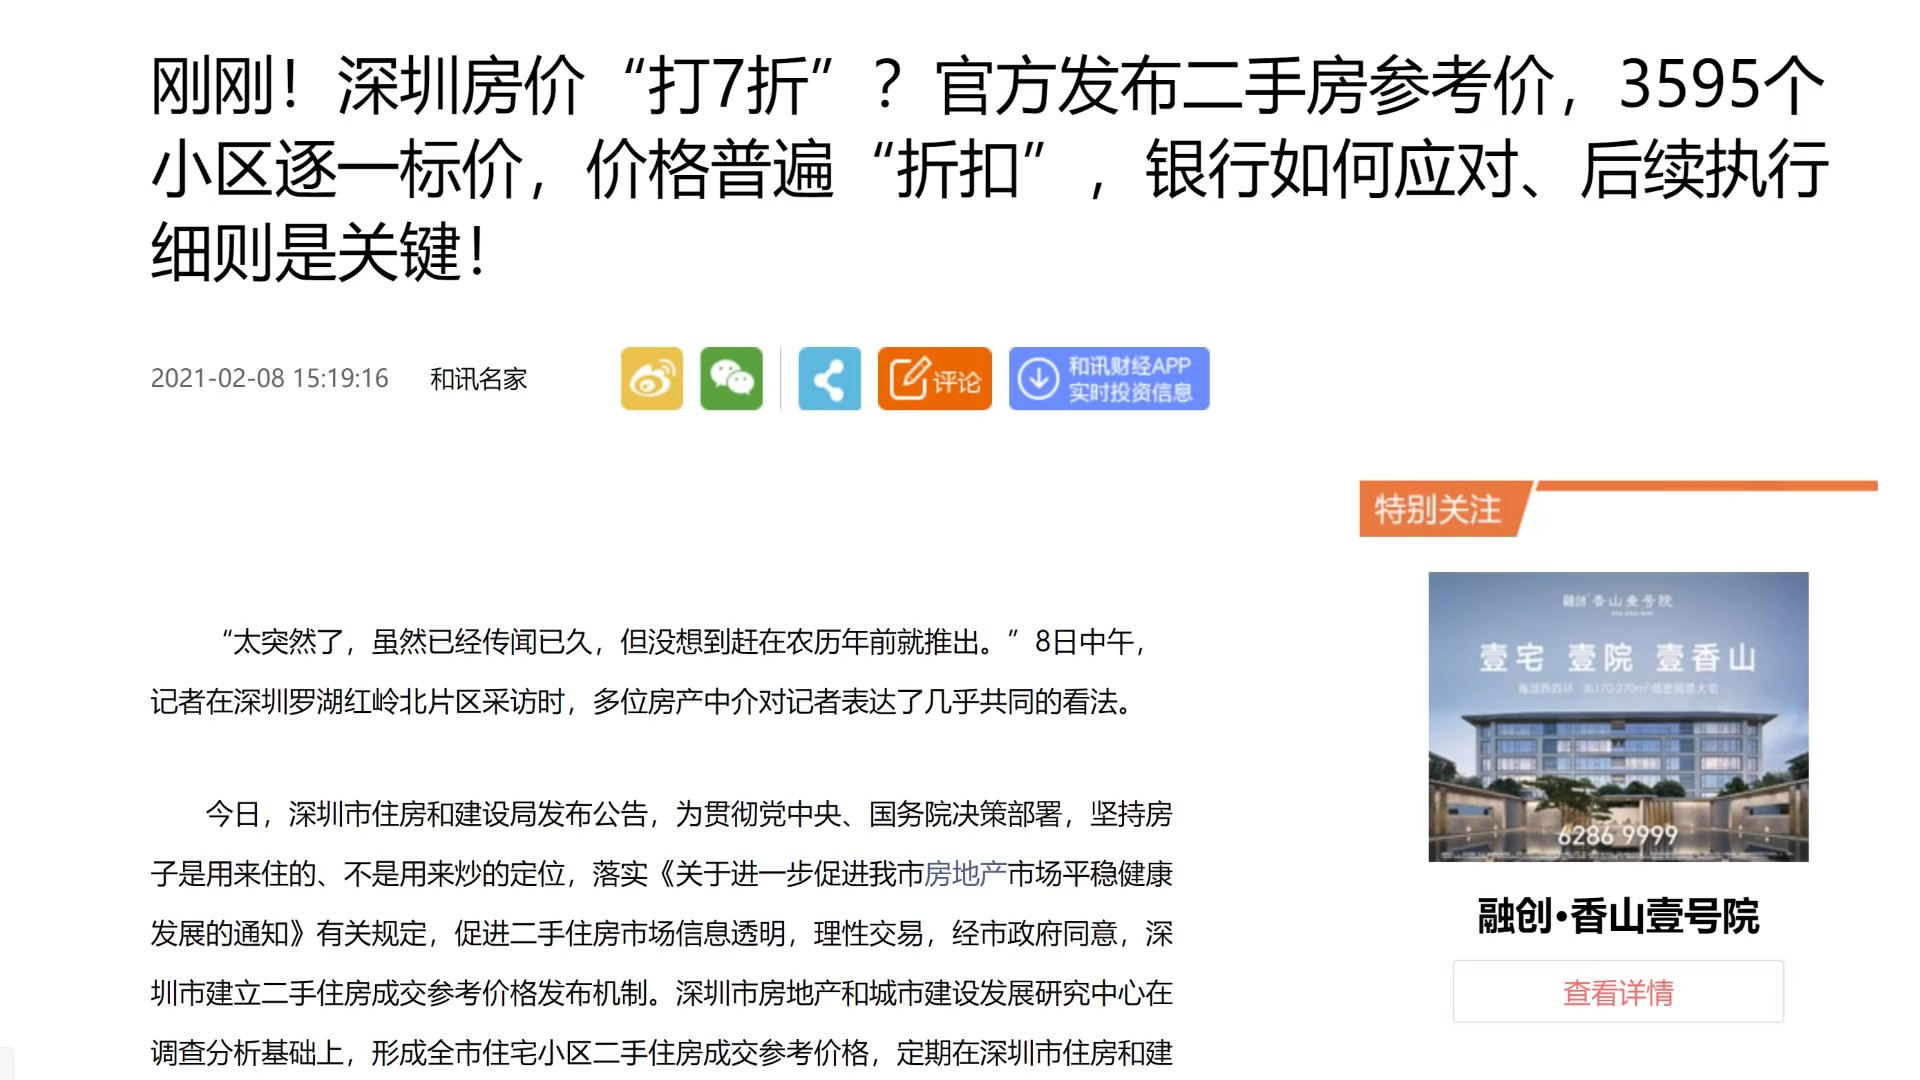 刚刚！深圳房价“打7折”？官方发布二手房参考价，3595个
小区逐一标价，价格普遍“折扣”，银行如何应对、后续执行
细则是关键！
2021-02-08 15:19:16 和讯名家
评论
和讯财经APP
实时投资信息
特别关注
“太突然了，虽然已经传闻已久，但没想到赶在农历年前就推出。”8日中午，
记者在深圳罗湖红岭北片区采访时，多位房产中介对记者表达了几乎共同的看法。
今日，深圳市住房和建设局发布公告，为贯彻党中央、国务院决策部署，坚持房
子是用来住的、不是用来炒的定位，落实《关于进一步促进我市房地产市场平稳健康
发展的通知》有关规定，促进二手住房市场信息透明，理性交易，经市政府同意，深
圳市建立二手住房成交参考价格发布机制。深圳市房地产和城市建设发展研究中心在
调查分析基础上，形成全市住宅小区二手住房成交参考价格，定期在深圳市住房和建
融创 香山壹号院
壹宅 壹院 壹香山
6286 9999
融创·香山壹号院
查看详情